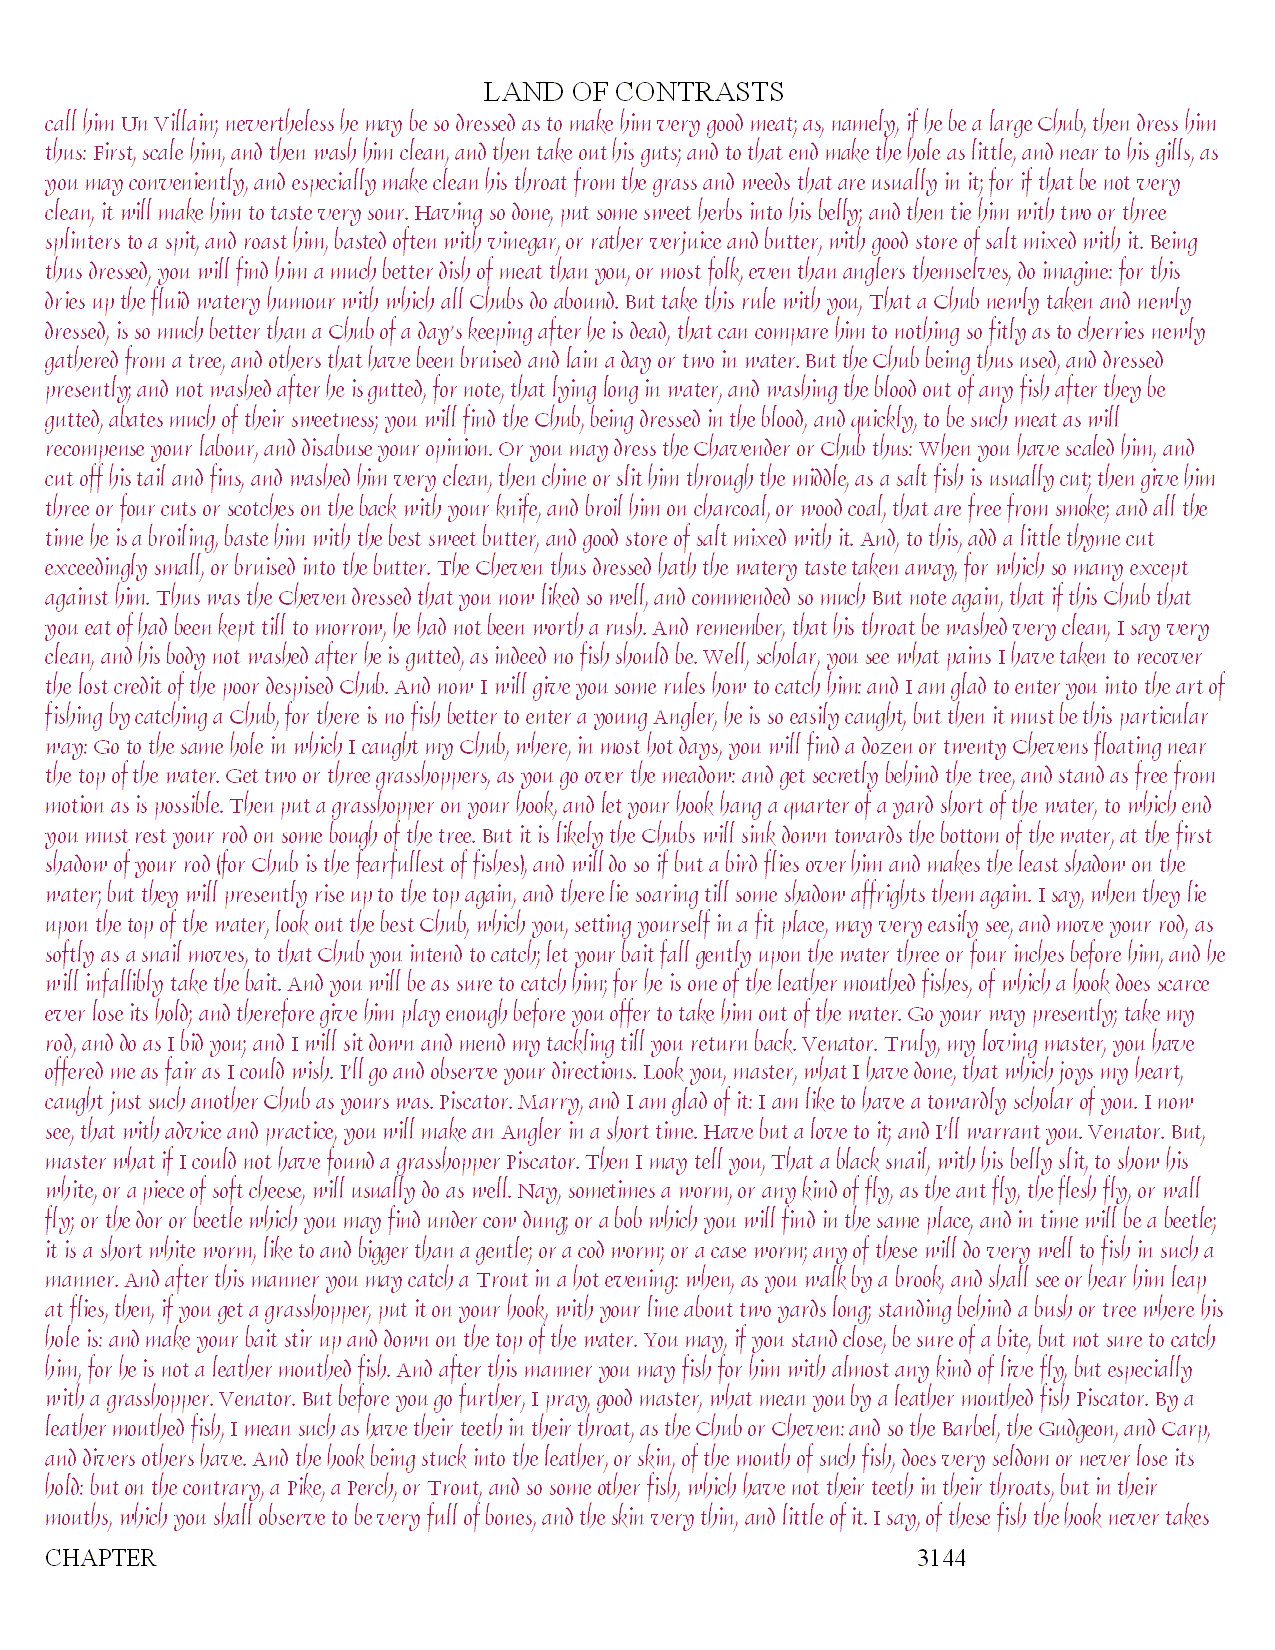 LAND OF CONTRASTS
call him Un Villain; nevertheless he may be so dressed as to make him very good meat; as, namely, if he be a large Chub, then dress him
thus: First, scale him, and then wash him clean, and then take out his guts; and to that end make the hole as little, and near to his gills, as
you may conveniently, and especially make clean his throat from the grass and weeds that are usually in it; for if that be not very
clean, it will make him to taste very sour. Having so done, put some sweet herbs into his belly; and then tie him with two or three
splinters to a spit, and roast him, basted often with vinegar, or rather verjuice and butter, with good store of salt mixed with it. Being
thus dressed, you will find him a much better dish of meat than you, or most folk, even than anglers themselves, do imagine: for this
dries up the fluid watery humour with which all Chubs do abound. But take this rule with you, That a Chub newly taken and newly
dressed, is so much better than a Chub of a day's keeping after he is dead, that can compare him to nothing so fitly as to cherries newly
gathered from a tree, and others that have been bruised and lain a day or two in water. But the Chub being thus used, and dressed
presently; and not washed after he is gutted, for note, that lying long in water, and washing the blood out of any fish after they be
gutted, abates much of their sweetness; you will find the Chub, being dressed in the blood, and quickly, to be such meat as will
recompense your labour, and disabuse your opinion. Or you may dress the Chavender or Chub thus: When you have scaled him, and
cut off his tail and fins, and washed him very clean, then chine or slit him through the middle, as a salt fish is usually cut; then give him
three or four cuts or scotches on the back with your knife, and broil him on charcoal, or wood coal, that are free from smoke; and all the
time he is a broiling, baste him with the best sweet butter, and good store of salt mixed with it. And, to this, add a little thyme cut
exceedingly small, or bruised into the butter. The Cheven thus dressed hath the watery taste taken away, for which so many except
against him. Thus was the Cheven dressed that you now liked so well, and commended so much But note again, that if this Chub that
you eat of had been kept till to morrow, he had not been worth a rush. And remember, that his throat be washed very clean, I say very
clean, and his body not washed after he is gutted, as indeed no fish should be. Well, scholar, you see what pains I have taken to recover
the lost credit of the poor despised Chub. And now I will give you some rules how to catch him: and I am glad to enter you into the art of
fishing by catching a Chub, for there is no fish better to enter a young Angler, he is so easily caught, but then it must be this particular
way: Go to the same hole in which I caught my Chub, where, in most hot days, you will find a dozen or twenty Chevens floating near
the top of the water. Get two or three grasshoppers, as you go over the meadow: and get secretly behind the tree, and stand as free from
motion as is possible. Then put a grasshopper on your hook, and let your hook hang a quarter of a yard short of the water, to which end
you must rest your rod on some bough of the tree. But it is likely the Chubs will sink down towards the bottom of the water, at the first
shadow of your rod (for Chub is the fearfullest of fishes), and will do so if but a bird flies over him and makes the least shadow on the
water; but they will presently rise up to the top again, and there lie soaring till some shadow affrights them again. I say, when they lie
upon the top of the water, look out the best Chub, which you, setting yourself in a fit place, may very easily see, and move your rod, as
softly as a snail moves, to that Chub you intend to catch; let your bait fall gently upon the water three or four inches before him, and he
will infallibly take the bait. And you will be as sure to catch him; for he is one of the leather mouthed fishes, of which a hook does scarce
ever lose its hold; and therefore give him play enough before you offer to take him out of the water. Go your way presently; take my
rod, and do as I bid you; and I will sit down and mend my tackling till you return back. Venator. Truly, my loving master, you have
offered me as fair as I could wish. I'll go and observe your directions. Look you, master, what I have done, that which joys my heart,
caught just such another Chub as yours was. Piscator. Marry, and I am glad of it: I am like to have a towardly scholar of you. I now
see, that with advice and practice, you will make an Angler in a short time. Have but a love to it; and I'll warrant you. Venator. But,
master what if I could not have found a grasshopper Piscator. Then I may tell you, That a black snail, with his belly slit, to show his
white, or a piece of soft cheese, will usually do as well. Nay, sometimes a worm, or any kind of fly, as the ant fly, the flesh fly, or wall
fly; or the dor or beetle which you may find under cow dung; or a bob which you will find in the same place, and in time will be a beetle;
it is a short white worm, like to and bigger than a gentle; or a cod worm; or a case worm; any of these will do very well to fish in such a
manner. And after this manner you may catch a Trout in a hot evening: when, as you walk by a brook, and shall see or hear him leap
at flies, then, if you get a grasshopper, put it on your hook, with your line about two yards long; standing behind a bush or tree where his
hole is: and make your bait stir up and down on the top of the water. You may, if you stand close, be sure of a bite, but not sure to catch
him, for he is not a leather mouthed fish. And after this manner you may fish for him with almost any kind of live fly, but especially
with a grasshopper. Venator. But before you go further, I pray, good master, what mean you by a leather mouthed fish Piscator. By a
leather mouthed fish, I mean such as have their teeth in their throat, as the Chub or Cheven: and so the Barbel, the Gudgeon, and Carp,
and divers others have. And the hook being stuck into the leather, or skin, of the mouth of such fish, does very seldom or never lose its
hold: but on the contrary, a Pike, a Perch, or Trout, and so some other fish, which have not their teeth in their throats, but in their
mouths, which you shall observe to be very full of bones, and the skin very thin, and little of it. I say, of these fish the hook never takes
CHAPTER 3144